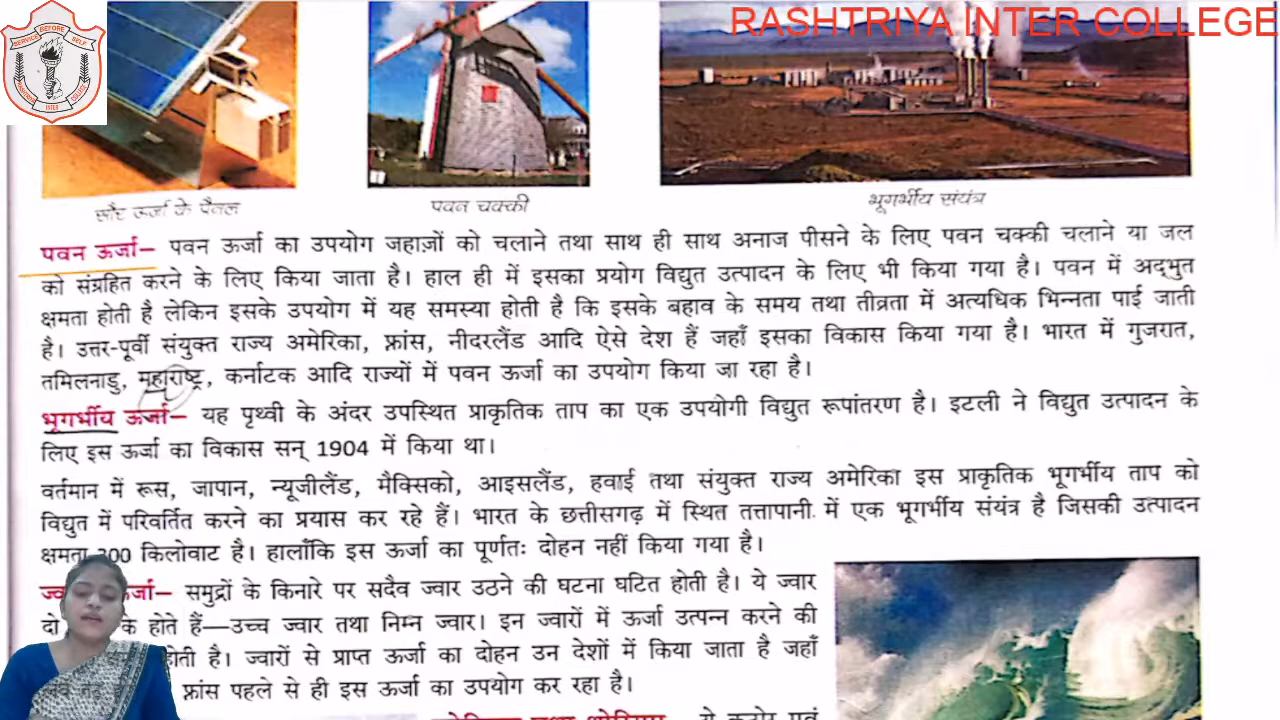 RASHTRIYA INTER COLLEGE
SERVICE BEFORE SELF
सौर ऊर्जा के पैनल
पवन चक्की
भूगर्भीय संयंत्र
पवन ऊर्जा– पवन ऊर्जा का उपयोग जहाज़ों को चलाने तथा साथ ही साथ अनाज पीसने के लिए पवन चक्की चलाने या जल
को संग्रहित करने के लिए किया जाता है। हाल ही में इसका प्रयोग विद्युत उत्पादन के लिए भी किया गया है। पवन में अद्भुत
क्षमता होती है लेकिन इसके उपयोग में यह समस्या होती है कि इसके बहाव के समय तथा तीव्रता में अत्यधिक भिन्नता पाई जाती
है। उत्तर-पूर्वी संयुक्त राज्य अमेरिका, फ्रांस, नीदरलैंड आदि ऐसे देश हैं जहाँ इसका विकास किया गया है। भारत में गुजरात,
तमिलनाडु, महाराष्ट्र, कर्नाटक आदि राज्यों में पवन ऊर्जा का उपयोग किया जा रहा है।
भूगर्भीय ऊर्जा– यह पृथ्वी के अंदर उपस्थित प्राकृतिक ताप का एक उपयोगी विद्युत रूपांतरण है। इटली ने विद्युत उत्पादन के
लिए इस ऊर्जा का विकास सन् 1904 में किया था।
वर्तमान में रूस, जापान, न्यूजीलैंड, मैक्सिको, आइसलैंड, हवाई तथा संयुक्त राज्य अमेरिका इस प्राकृतिक भूगर्भीय ताप को
विद्युत में परिवर्तित करने का प्रयास कर रहे हैं। भारत के छत्तीसगढ़ में स्थित तत्तापानी में एक भूगर्भीय संयंत्र है जिसकी उत्पादन
क्षमता 300 किलोवाट है। हालाँकि इस ऊर्जा का पूर्णतः दोहन नहीं किया गया है।
ऊर्जा– समुद्रों के किनारे पर सदैव ज्वार उठने की घटना घटित होती है। ये ज्वार
दो के होते हैं—उच्च ज्वार तथा निम्न ज्वार। इन ज्वारों में ऊर्जा उत्पन्न करने की
होती है। ज्वारों से प्राप्त ऊर्जा का दोहन उन देशों में किया जाता है जहाँ
फ्रांस पहले से ही इस ऊर्जा का उपयोग कर रहा है।